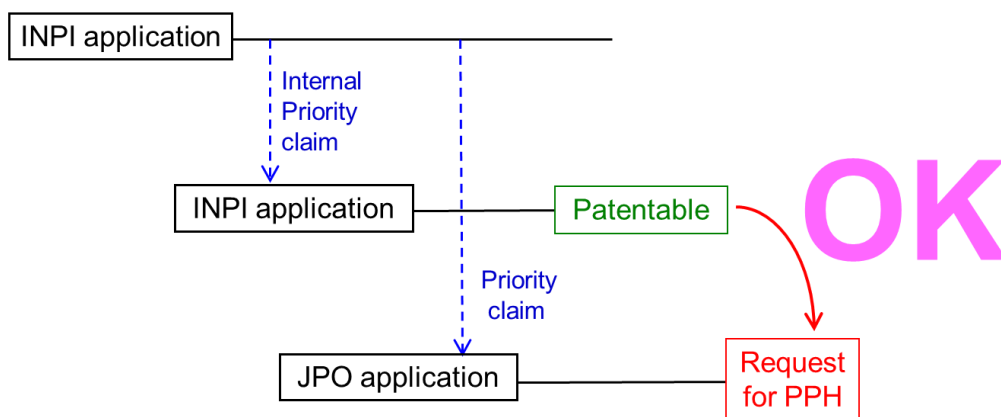 INPI application
Internal
Priority
claim
INPI application
Patentable
OK
Priority
claim
JPO application
Request
for PPH